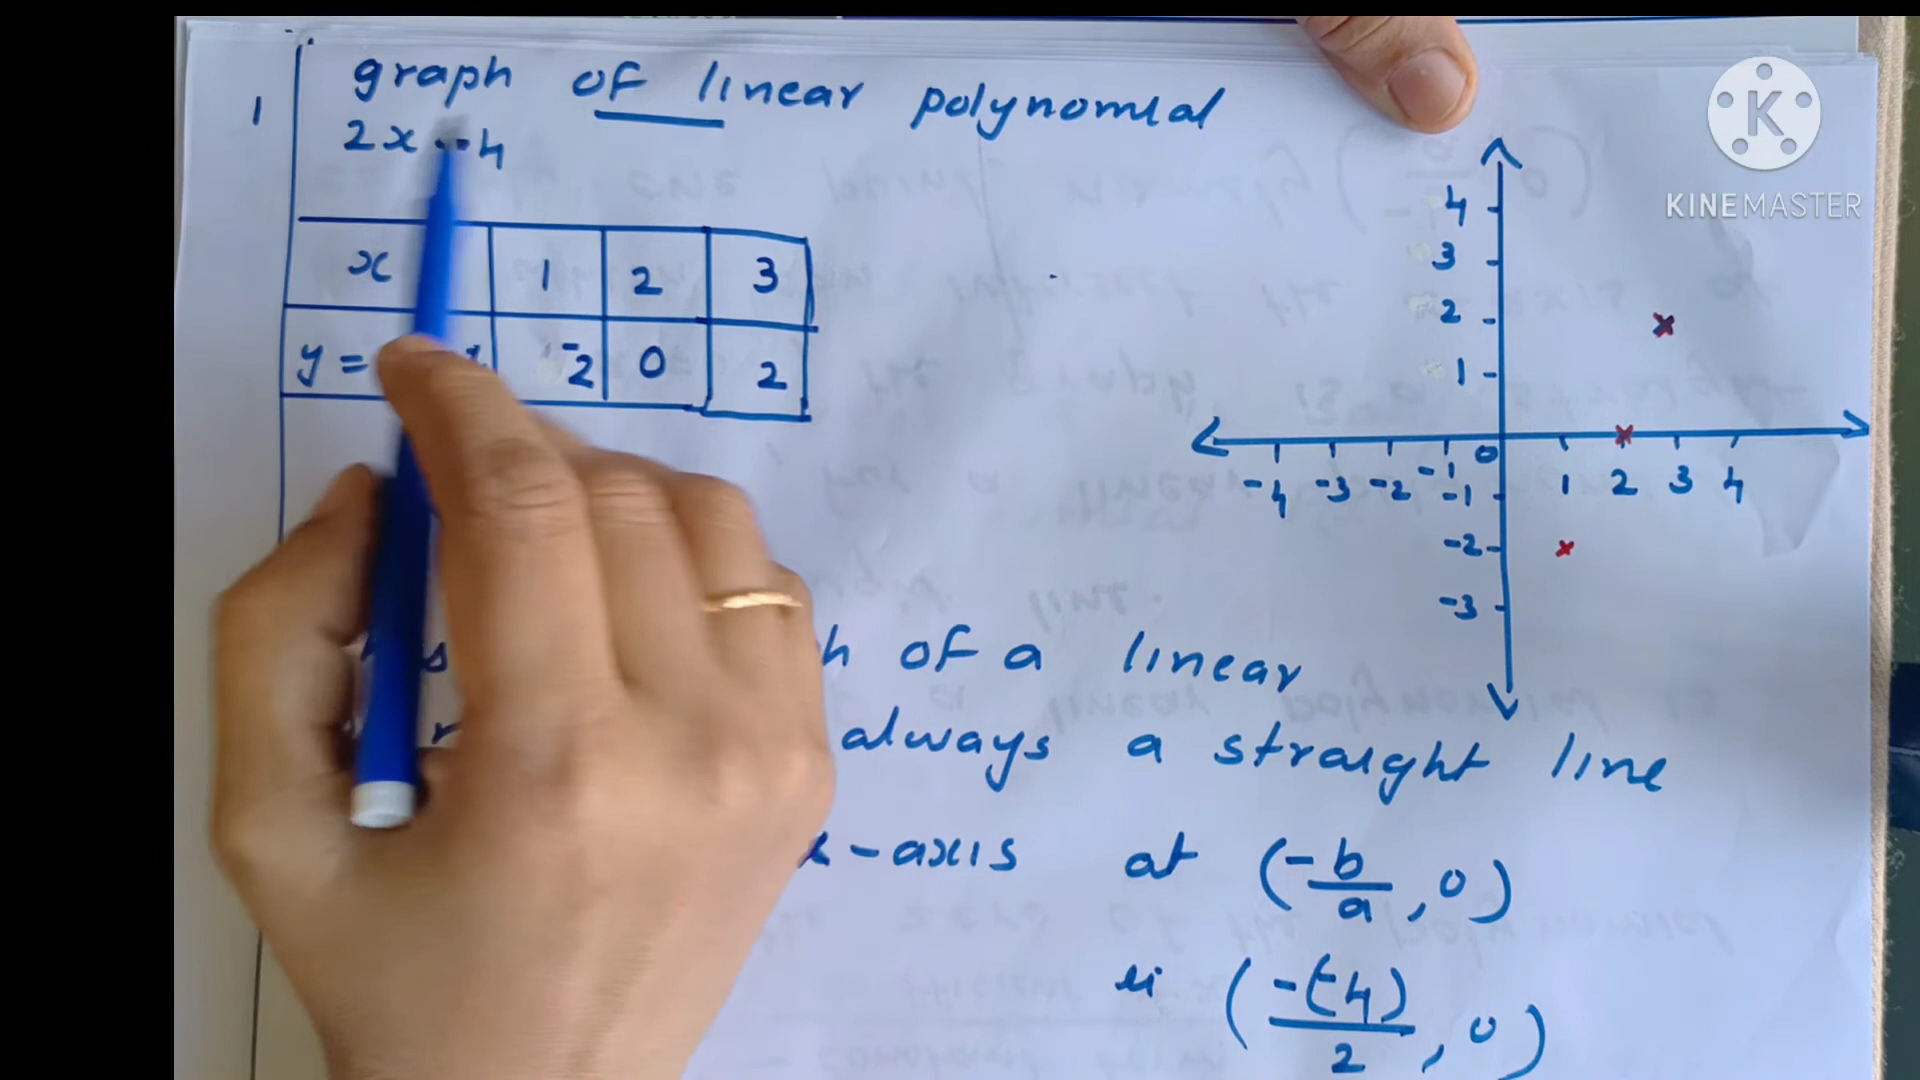 graph of linear polynomial
1
2x - 4
x 1 2 3
y = -2 0 2
4
3
2
1
0
-4 -3 -2 -1 1 2 3 4
-1
-2
-3
of a linear
always a straight line
x-axis at (-b/a, 0)
(-(-4)/2, 0)
K
KINEMASTER